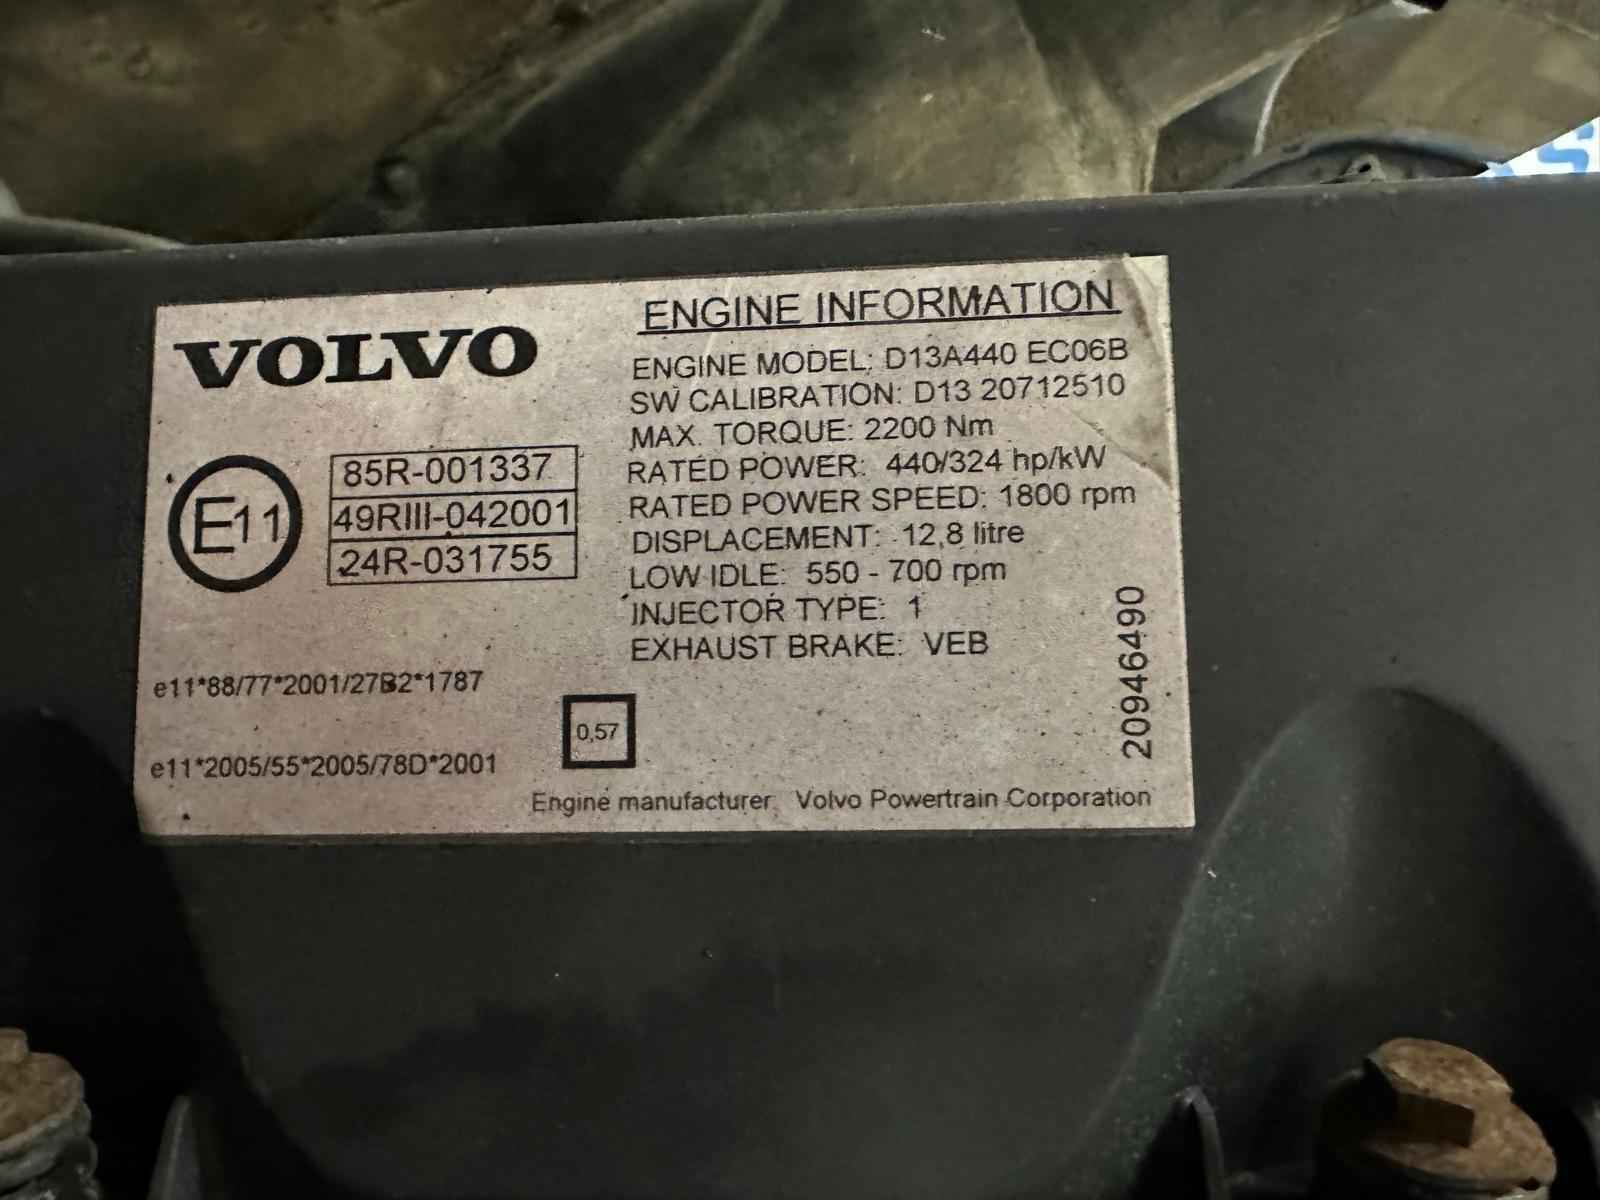 VOLVO
E11
85R-001337
49RIII-042001
24R-031755
e11*88/77*2001/27B2*1787
e11*2005/55*2005/78D*2001
0,57
ENGINE INFORMATION
ENGINE MODEL: D13A440 EC06B
SW CALIBRATION: D13 20712510
MAX. TORQUE: 2200 Nm
RATED POWER: 440/324 hp/kW
RATED POWER SPEED: 1800 rpm
DISPLACEMENT: 12,8 litre
LOW IDLE: 550 - 700 rpm
INJECTOR TYPE: 1
EXHAUST BRAKE: VEB
20946490
Engine manufacturer: Volvo Powertrain Corporation